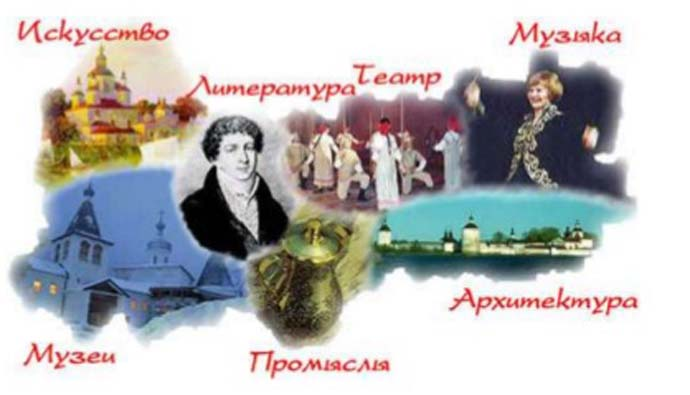 Искусство
Музыка
Литература
Театр
Архитектура
Музеи
Промыслы